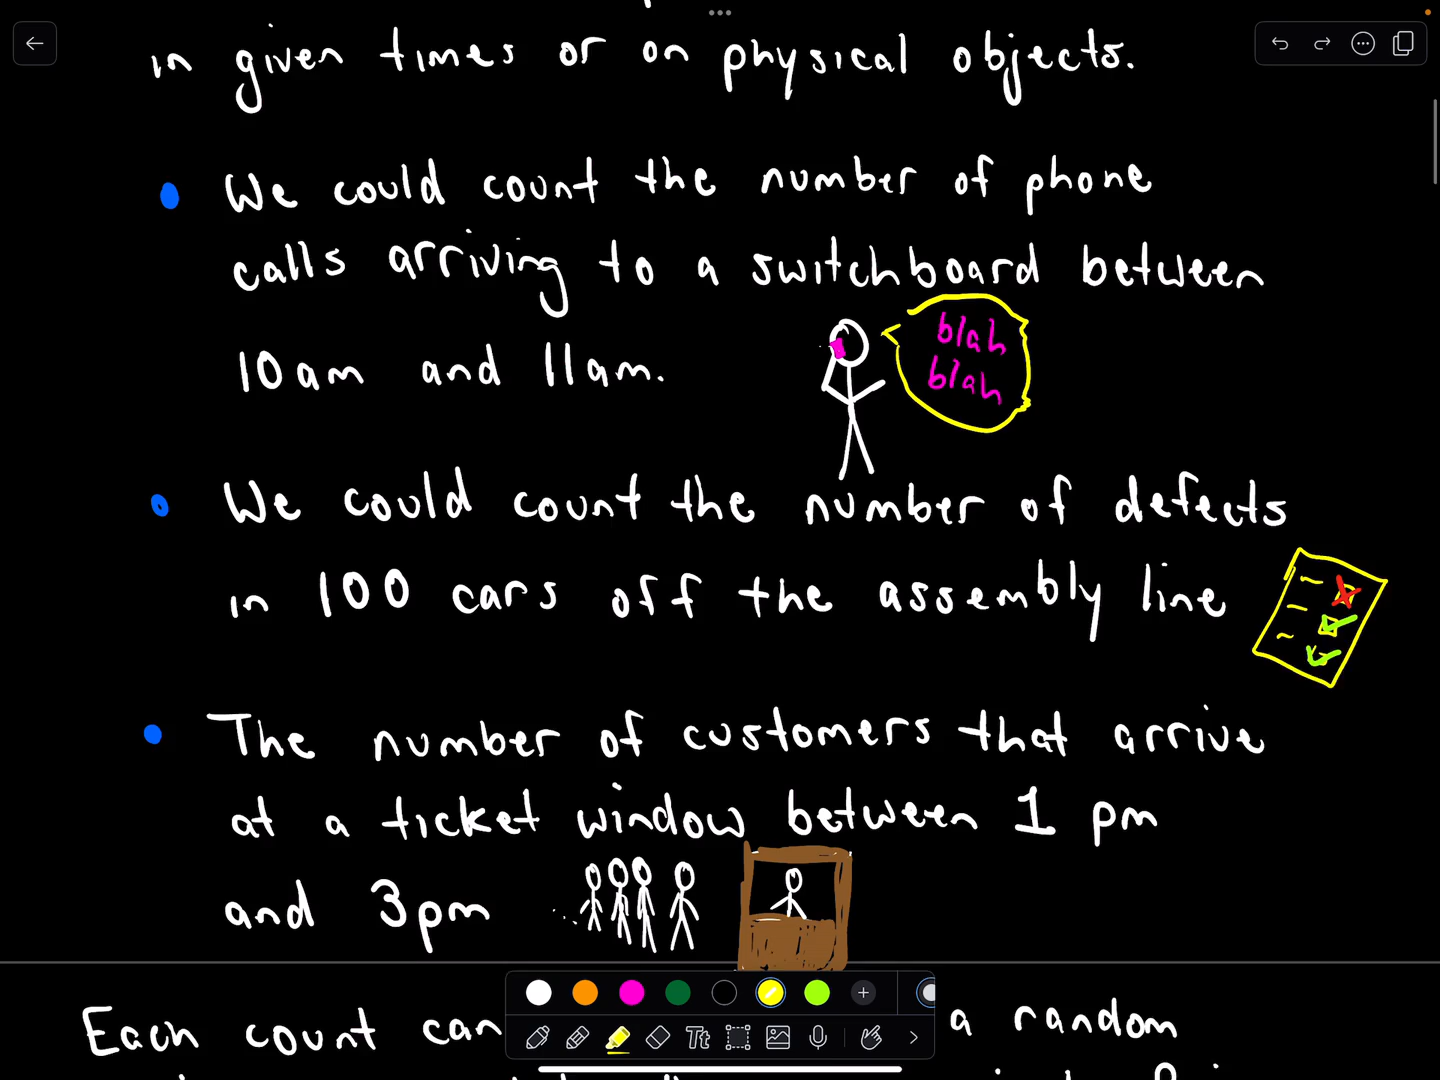 in given times or on physical objects.
We could count the number of phone
calls arriving to a switchboard between
10am and 11am.
blah
blah
We could count the number of defects
in 100 cars off the assembly line
The number of customers that arrive
at a ticket window between 1 pm
and 3pm
Each count can a random
Tt